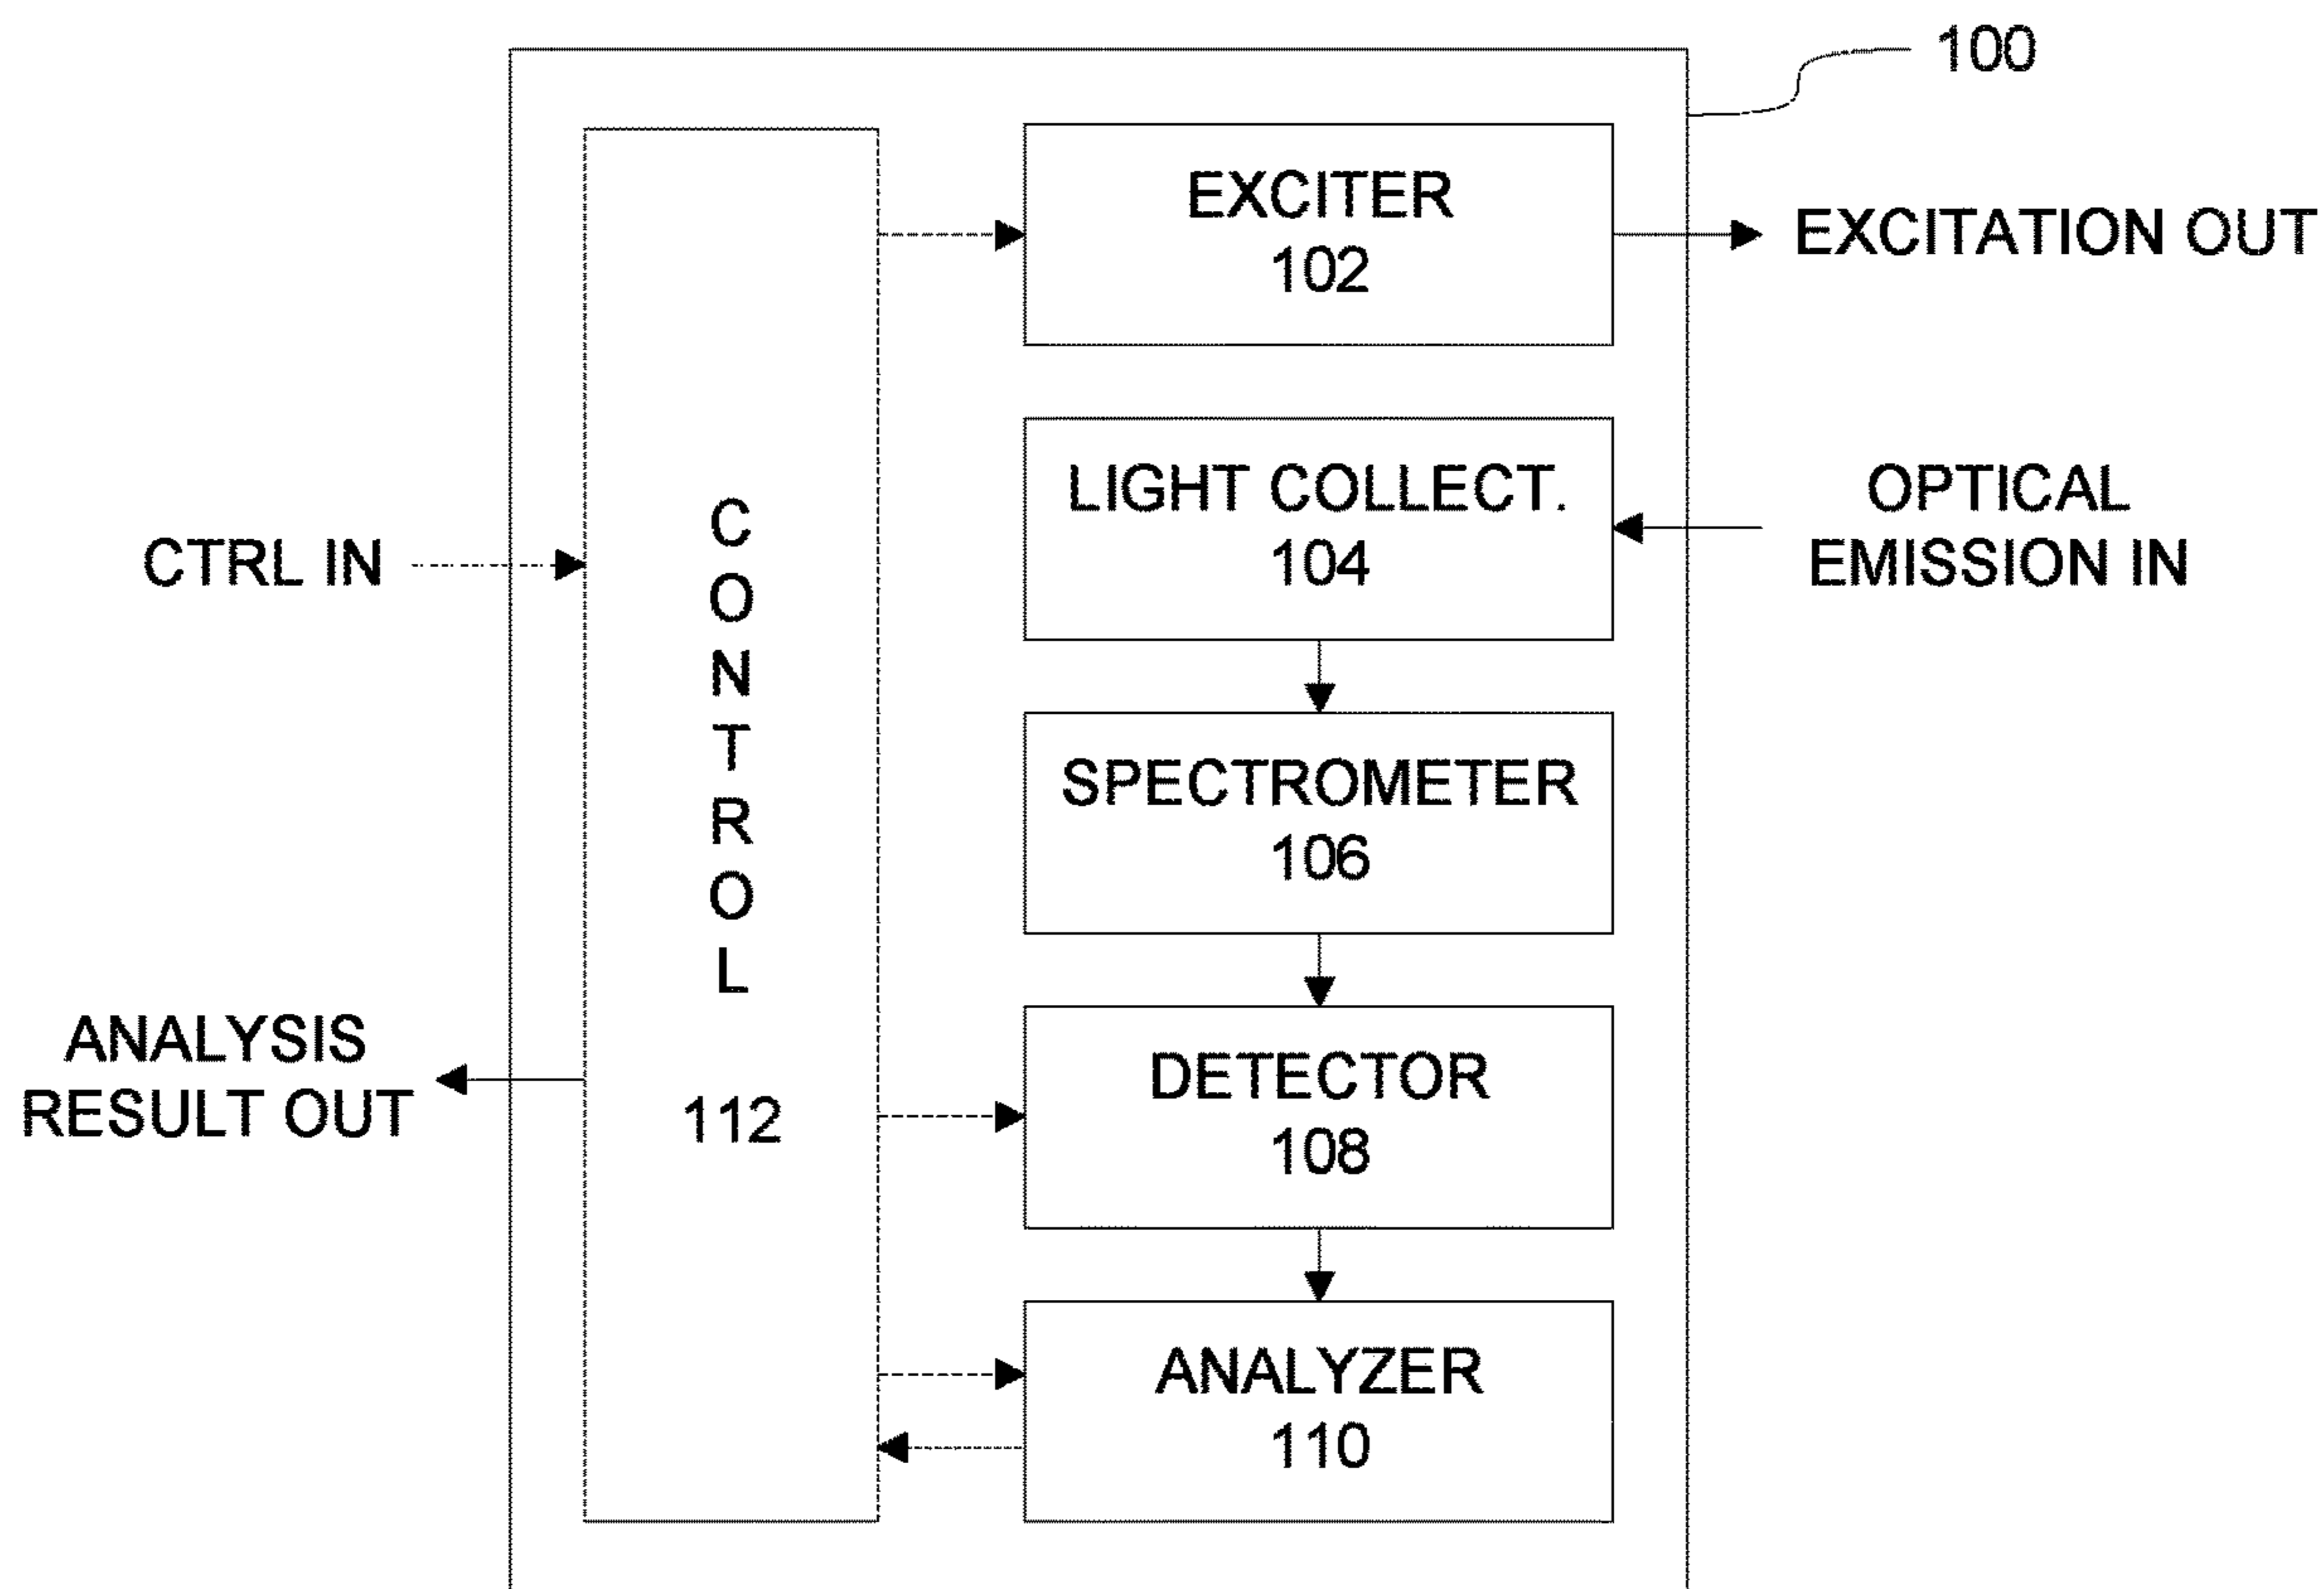 100
EXCITER
102
EXCITATION OUT
LIGHT COLLECT.
104
OPTICAL
EMISSION IN
CTRL IN
CONTROL
112
SPECTROMETER
106
ANALYSIS
RESULT OUT
DETECTOR
108
ANALYZER
110